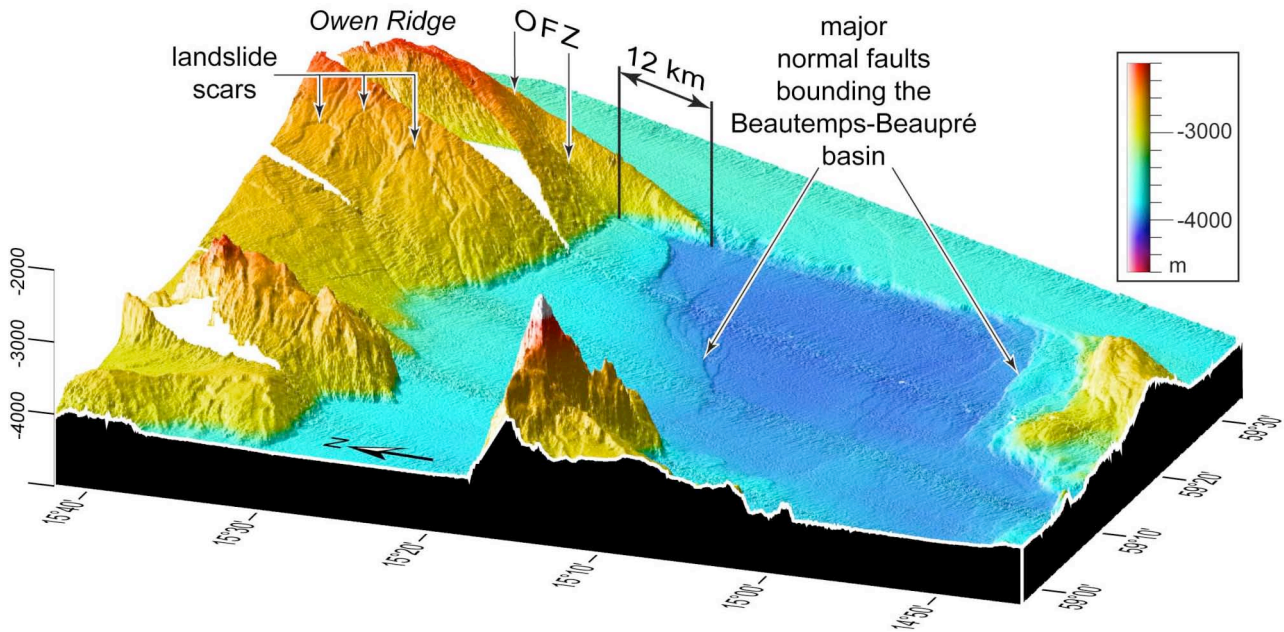 Owen Ridge
OFZ
landslide
scars
12 km
major
normal faults
bounding the
Beautemps-Beaupré
basin
-3000
-4000
m
-2000
-3000
-4000
N
15°40'
15°30'
15°20'
15°10'
15°00'
14°50'
59°00'
59°10'
59°20'
59°30'